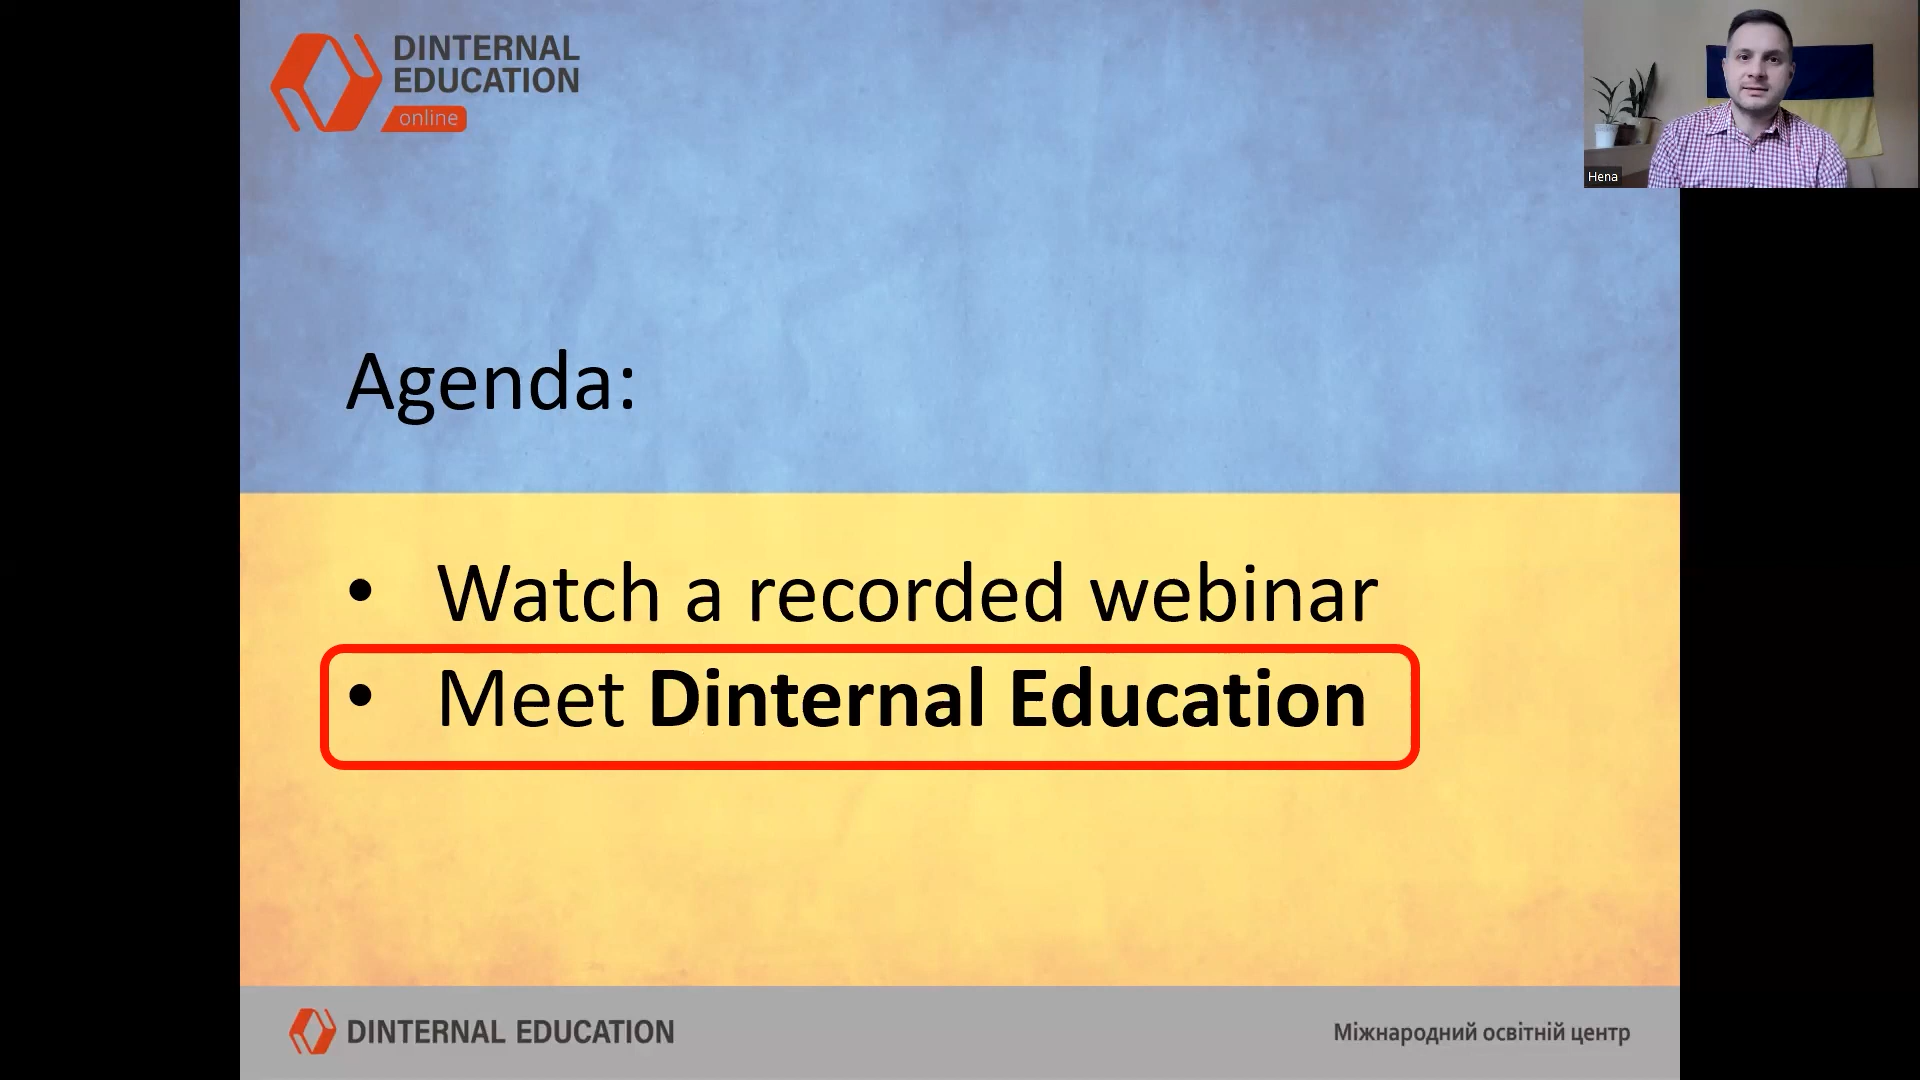 DINTERNAL
EDUCATION
online
Hena
Agenda:
• Watch a recorded webinar
• Meet Dinternal Education
DINTERNAL EDUCATION
Міжнародний освітній центр